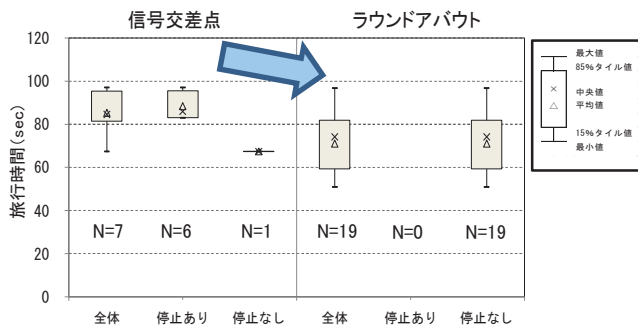 信号交差点 ラウンドアバウト
旅行時間(sec)
120
100
80
60
40
20
0
N=7 N=6 N=1 N=19 N=0 N=19
全体 停止あり 停止なし 全体 停止あり 停止なし
最大値
85%タイル値
中央値
平均値
15%タイル値
最小値